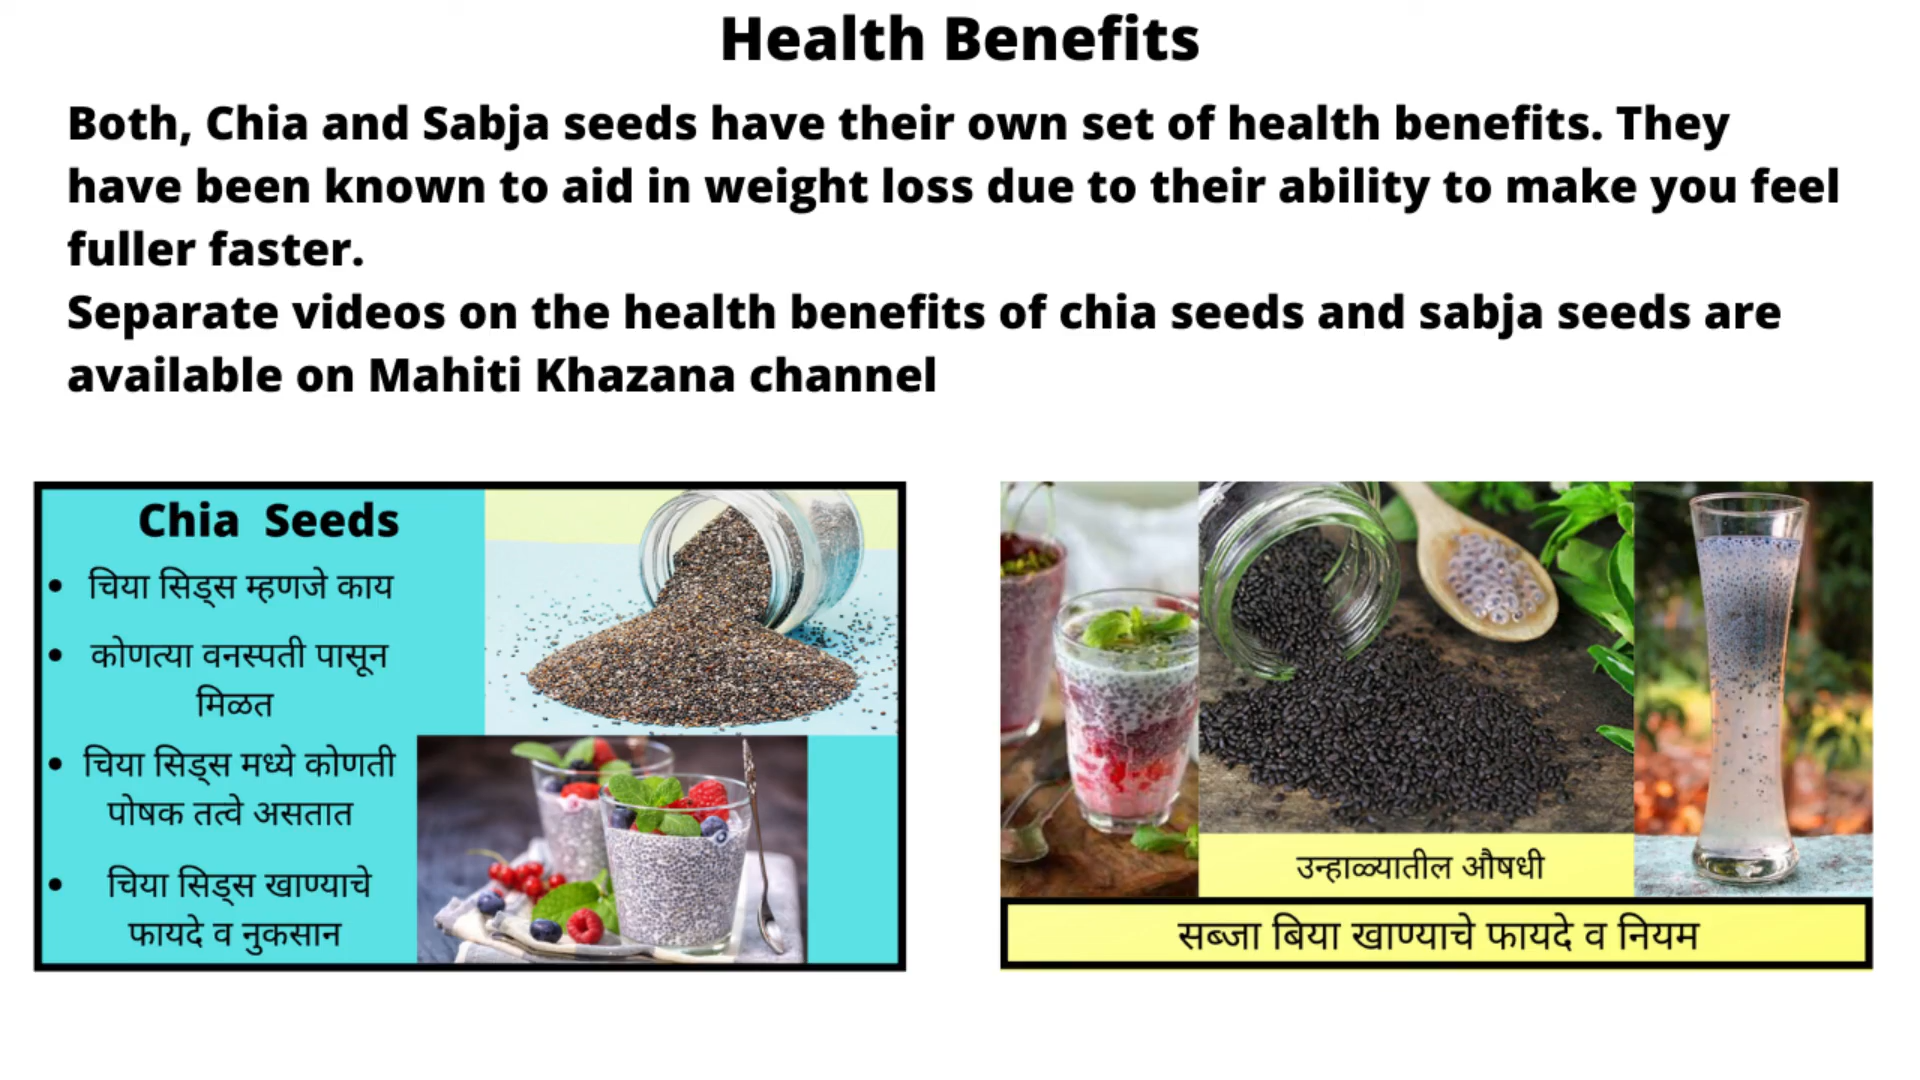 Health Benefits
Both, Chia and Sabja seeds have their own set of health benefits. They
have been known to aid in weight loss due to their ability to make you feel
fuller faster.
Separate videos on the health benefits of chia seeds and sabja seeds are
available on Mahiti Khazana channel
Chia Seeds
• चिया सिड्स म्हणजे काय
• कोणत्या वनस्पती पासून
मिळत
• चिया सिड्स मध्ये कोणती
पोषक तत्वे असतात
• चिया सिड्स खाण्याचे
फायदे व नुकसान
उन्हाळ्यातील औषधी
सब्जा बिया खाण्याचे फायदे व नियम